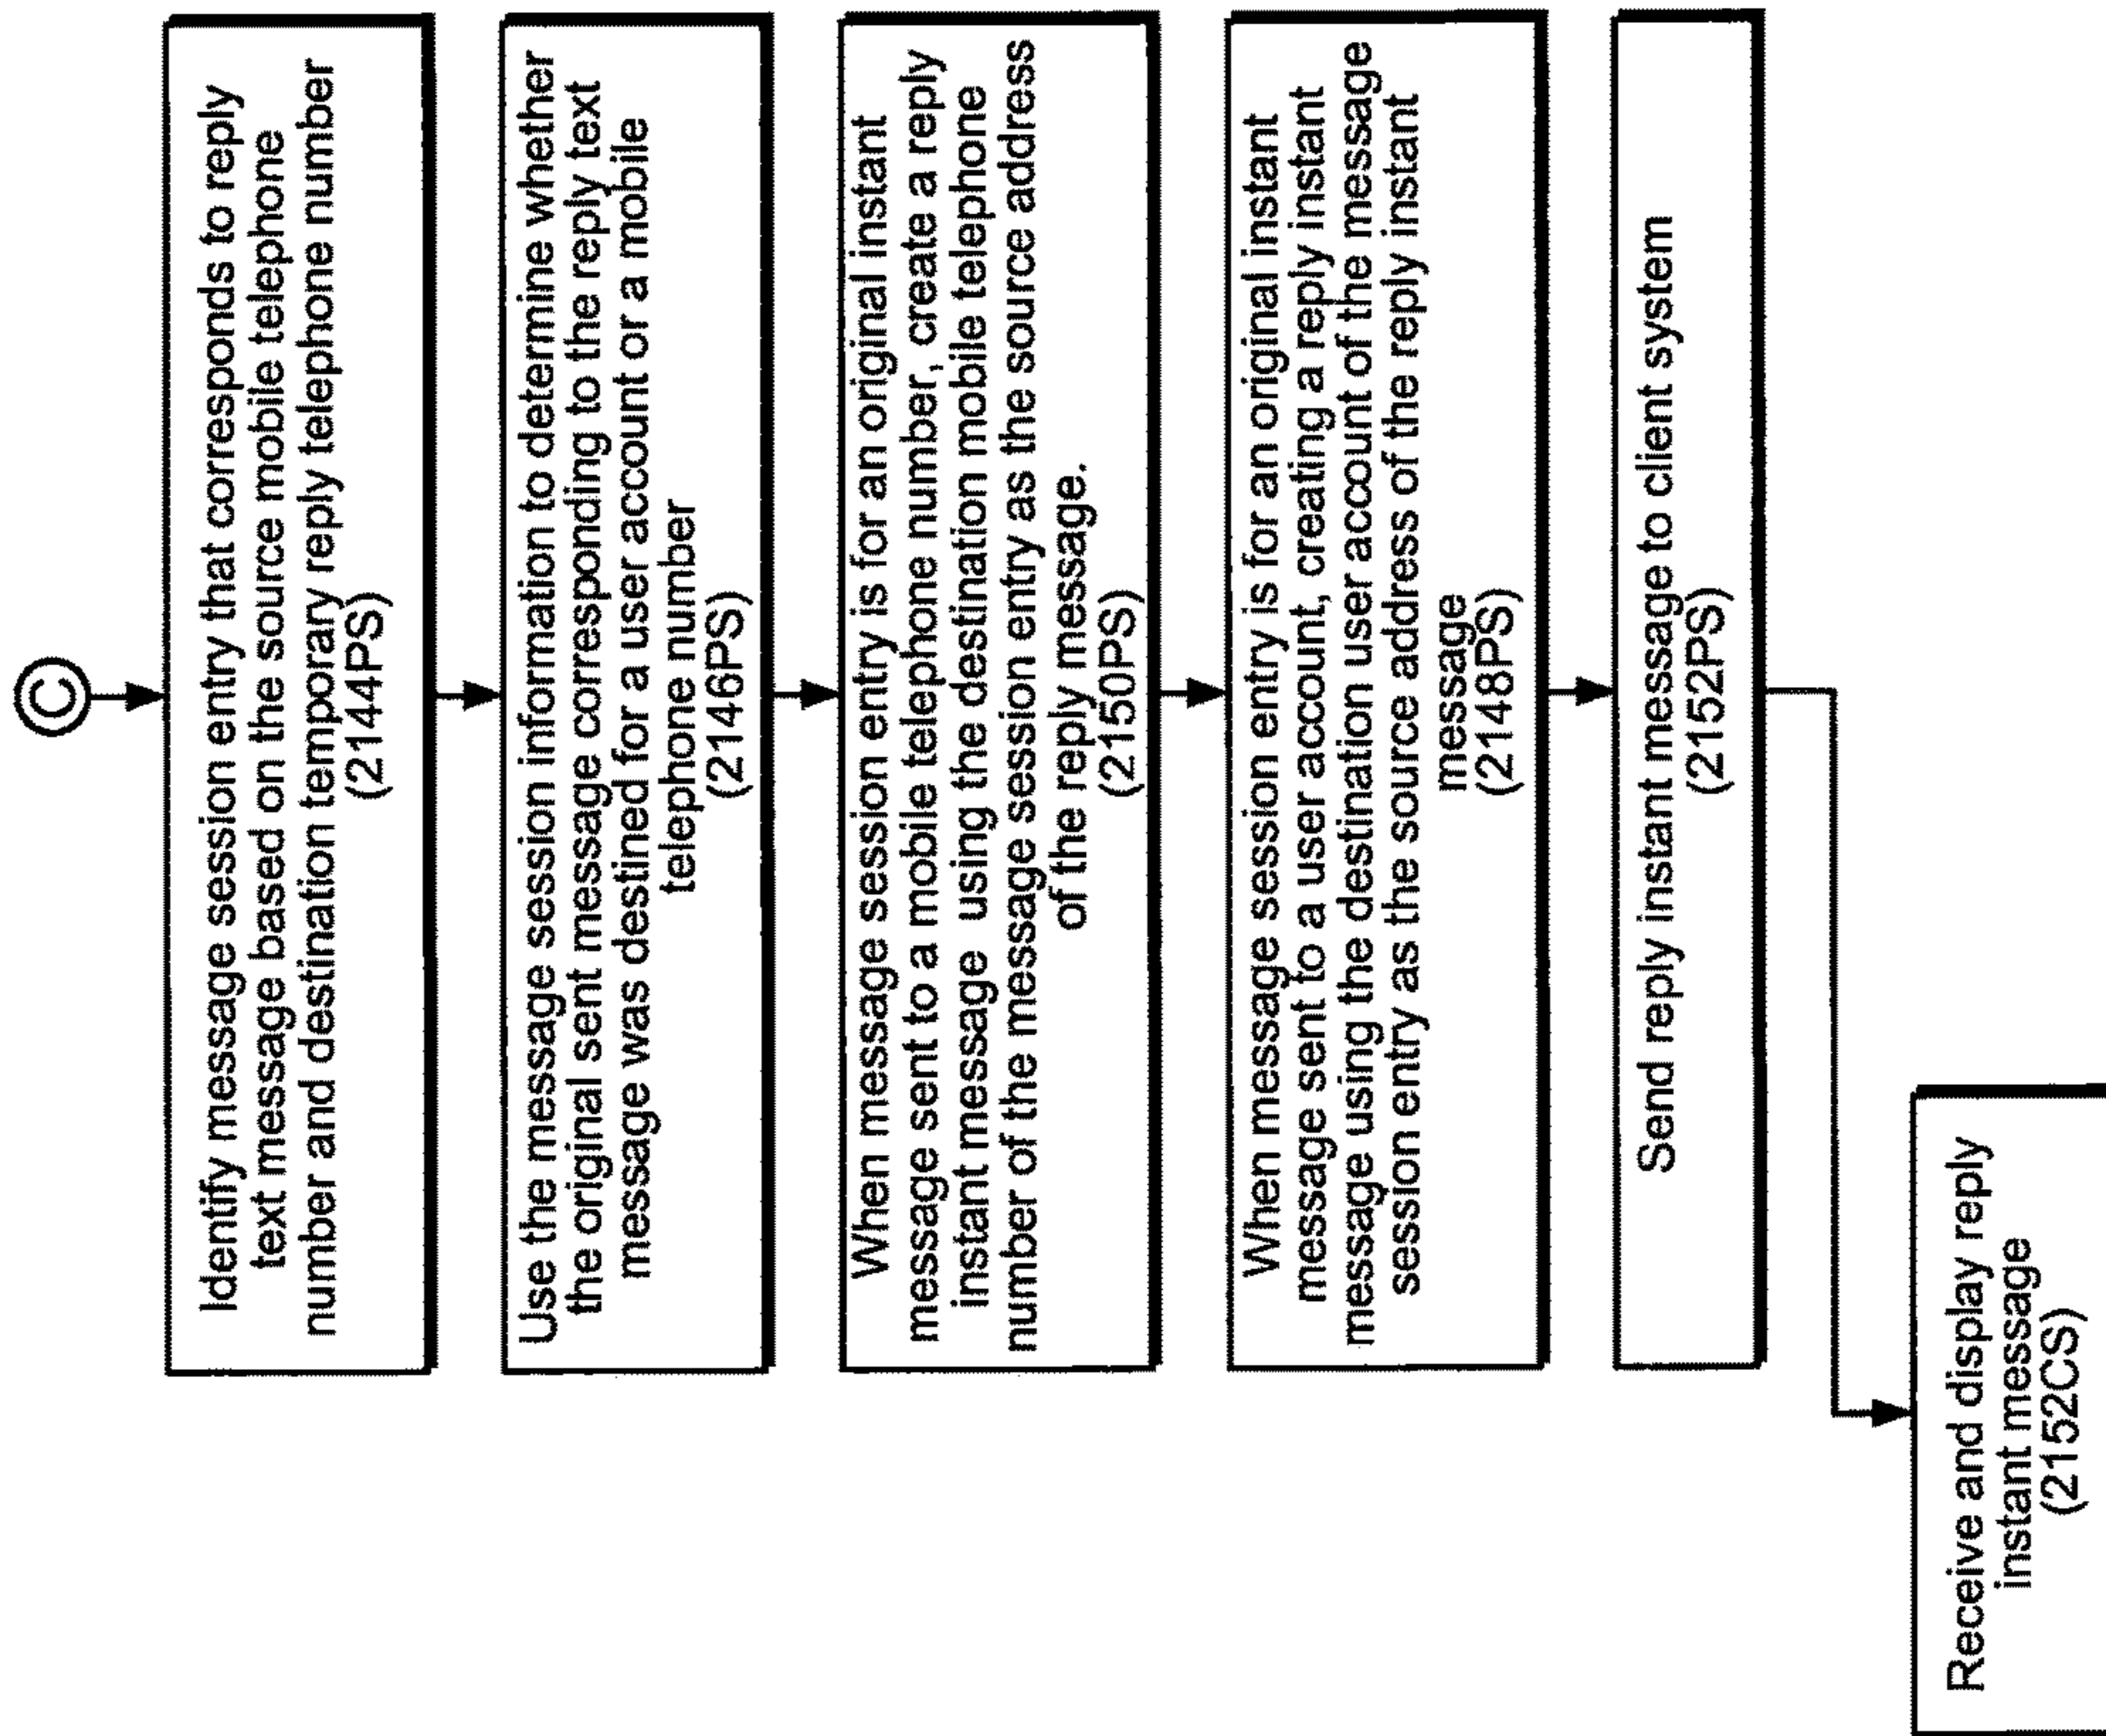 C
Identify message session entry that corresponds to reply
text message based on the source mobile telephone
number and destination temporary reply telephone number
(2144PS)
Use the message session information to determine whether
the original sent message corresponding to the reply text
message was destined for a user account or a mobile
telephone number
(2146PS)
When message session entry is for an original instant
message sent to a mobile telephone number, create a reply
instant message using the destination mobile telephone
number of the message session entry as the source address
of the reply message.
(2150PS)
When message session entry is for an original instant
message sent to a user account, creating a reply instant
message using the destination user account of the message
session entry as the source address of the reply instant
message
(2148PS)
Send reply instant message to client system
(2152PS)
Receive and display reply
instant message
(2152CS)